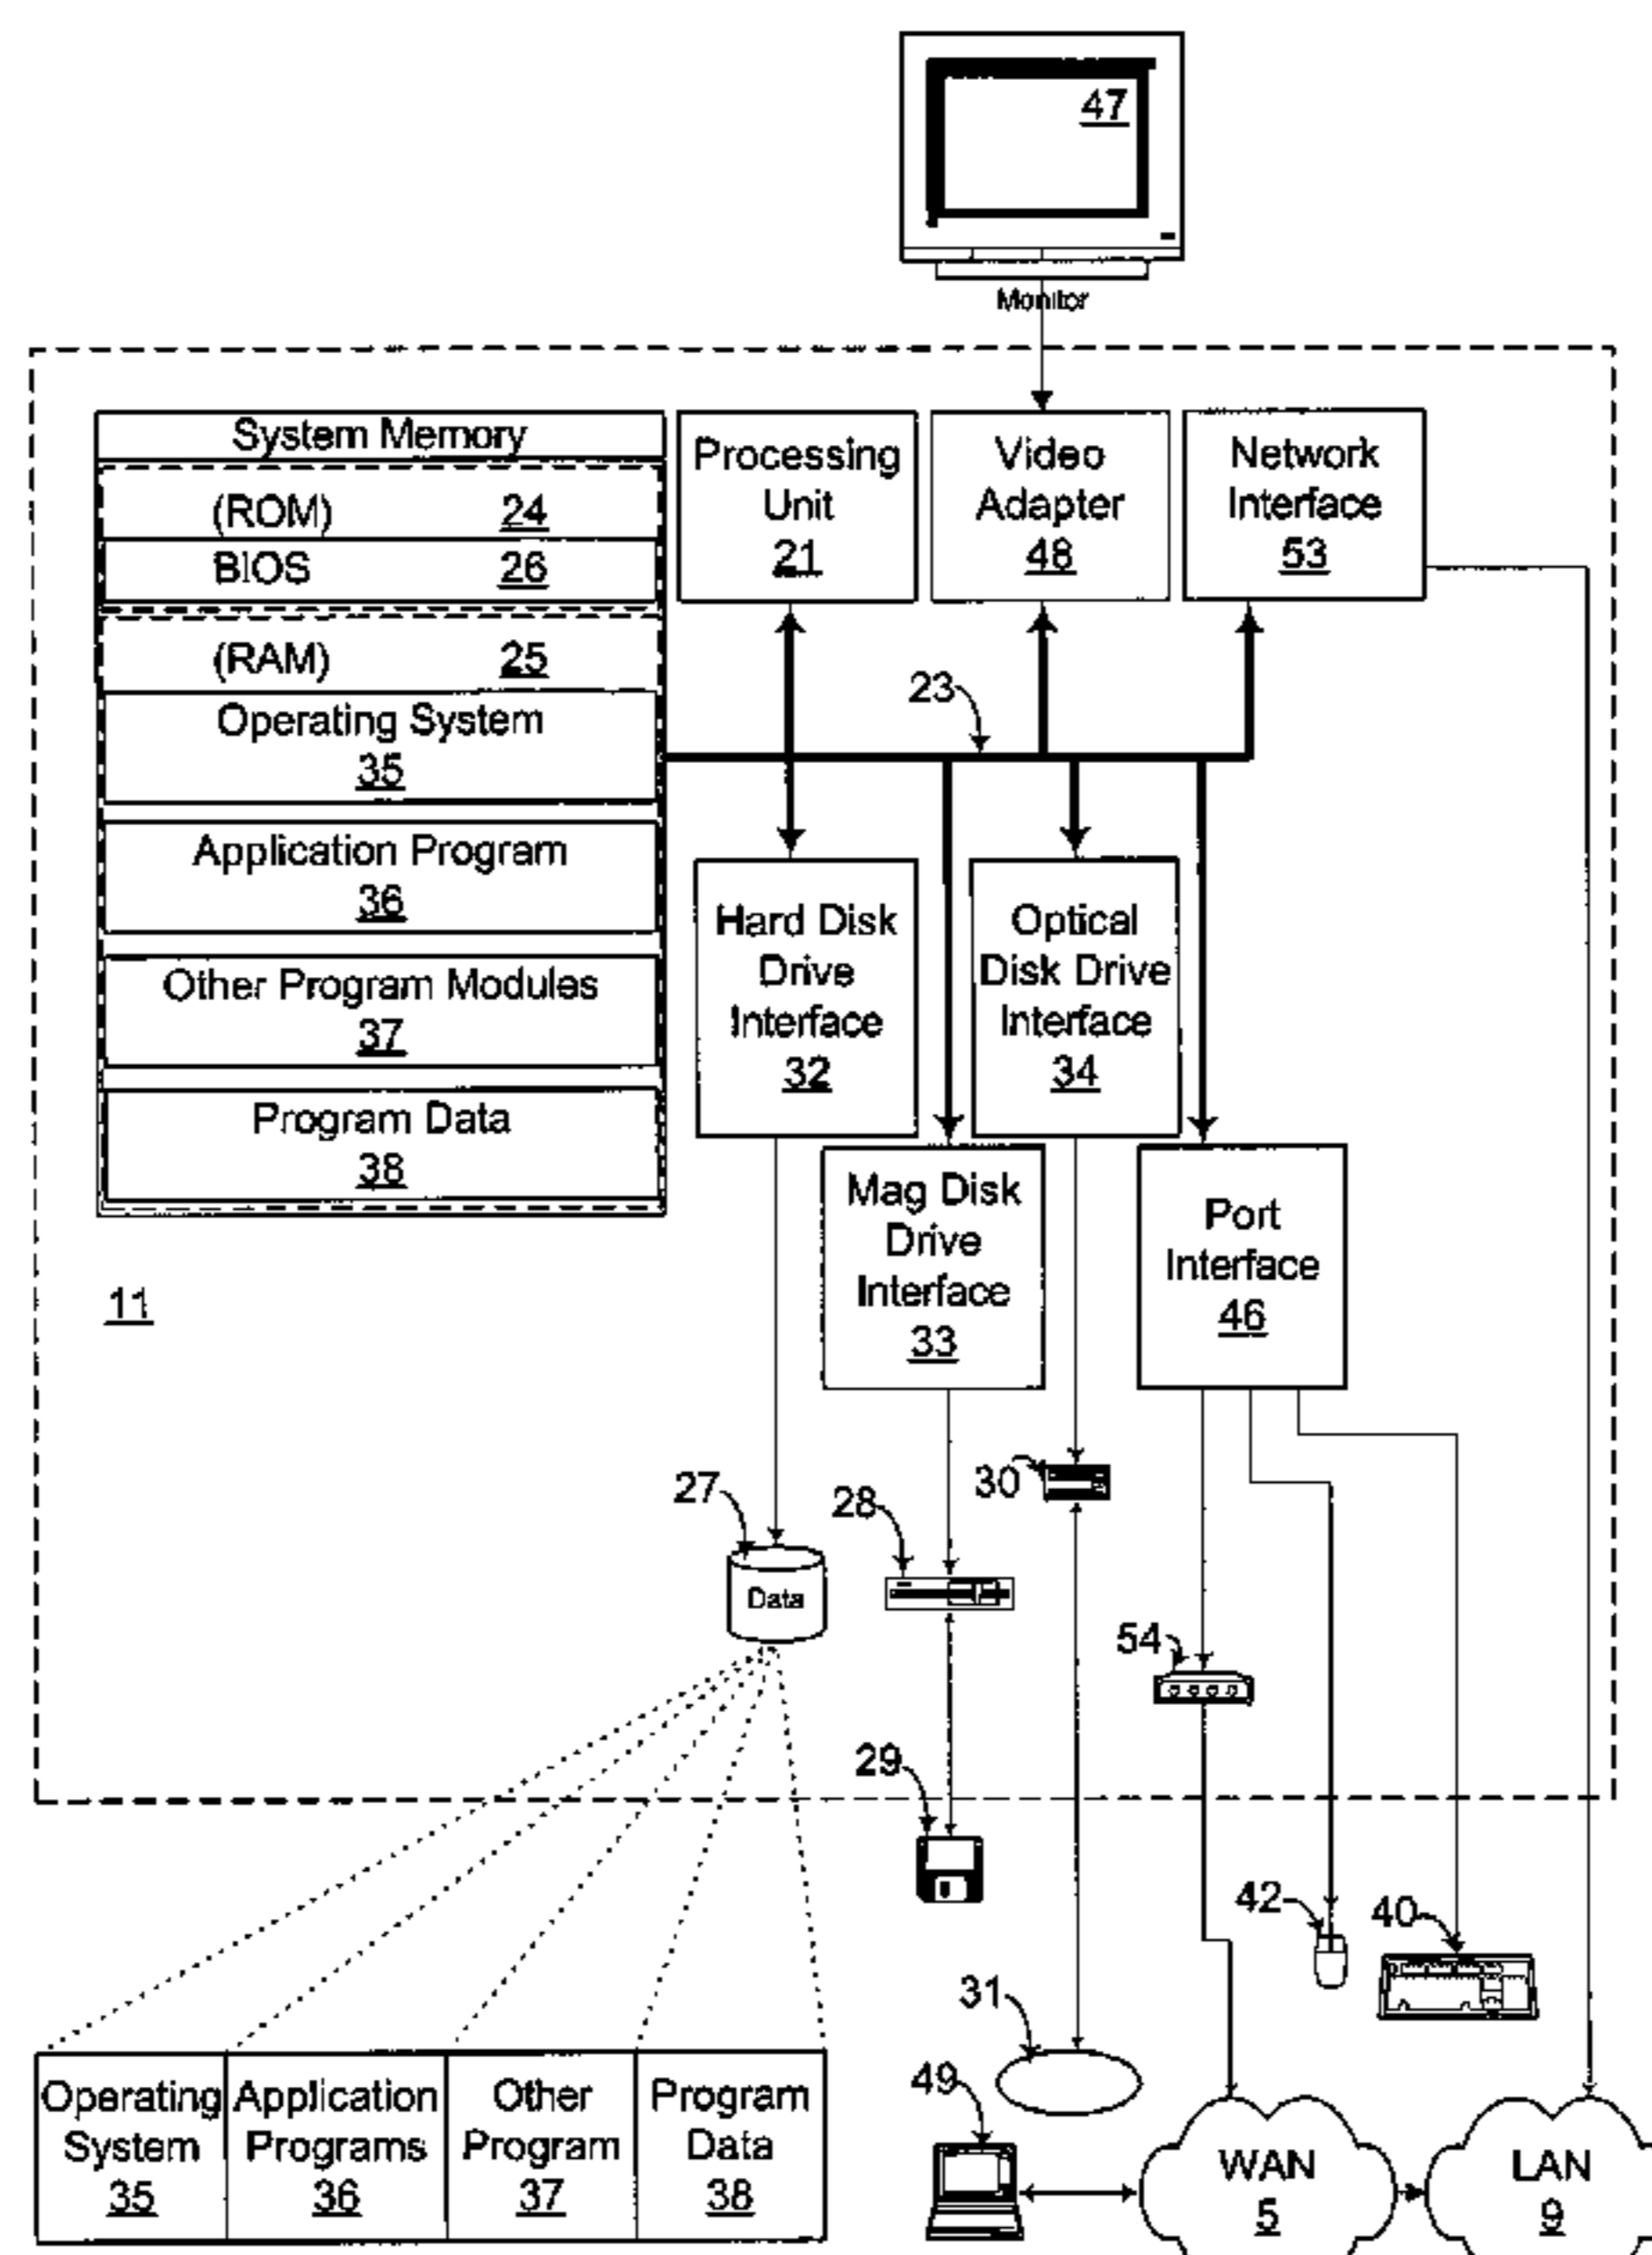 47
Monitor
System Memory
(ROM) 24
BIOS 26
(RAM) 25
Operating System
35
Application Program
36
Other Program Modules
37
Program Data
38
Processing
Unit
21
Video
Adapter
48
Network
Interface
53
23
Hard Disk
Drive
Interface
32
Optical
Disk Drive
Interface
34
Mag Disk
Drive
Interface
33
Port
Interface
46
11
27
Data
28
30
54
29
42
40
31
49
Operating
System
35
Application
Programs
36
Other
Program
37
Program
Data
38
WAN
5
LAN
9